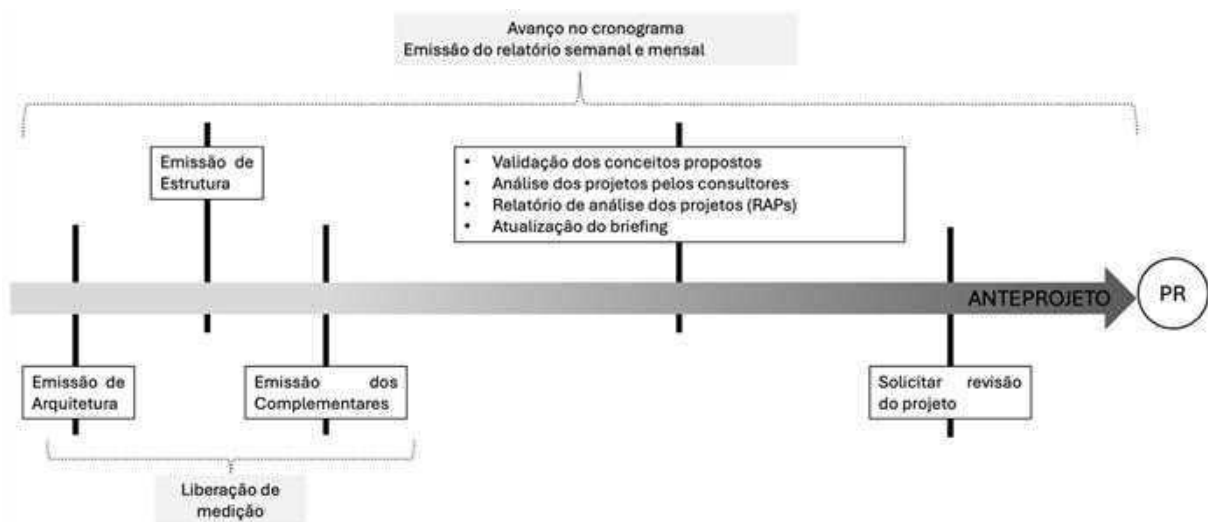 Avanço no cronograma
Emissão do relatório semanal e mensal
Emissão de
Estrutura
• Validação dos conceitos propostos
• Análise dos projetos pelos consultores
• Relatório de análise dos projetos (RAPs)
• Atualização do briefing
ANTEPROJETO
PR
Emissão de
Arquitetura
Emissão dos
Complementares
Solicitar revisão
do projeto
Liberação de
medição